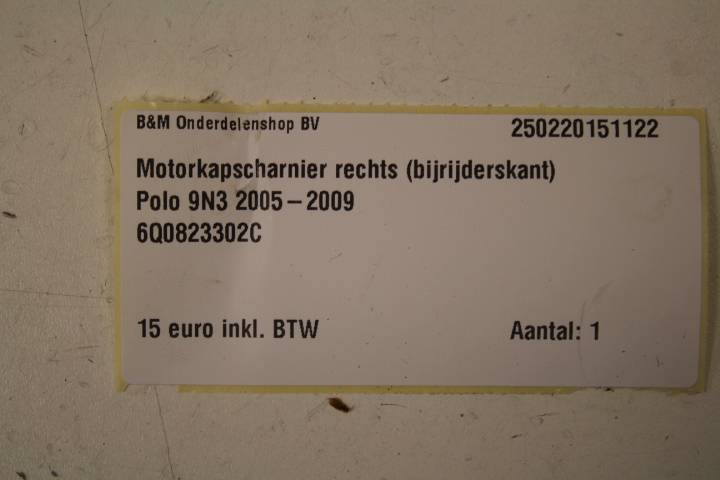 B&M Onderdelenshop BV 250220151122
Motorkapscharnier rechts (bijrijderskant)
Polo 9N3 2005 – 2009
6Q0823302C
15 euro inkl. BTW Aantal: 1